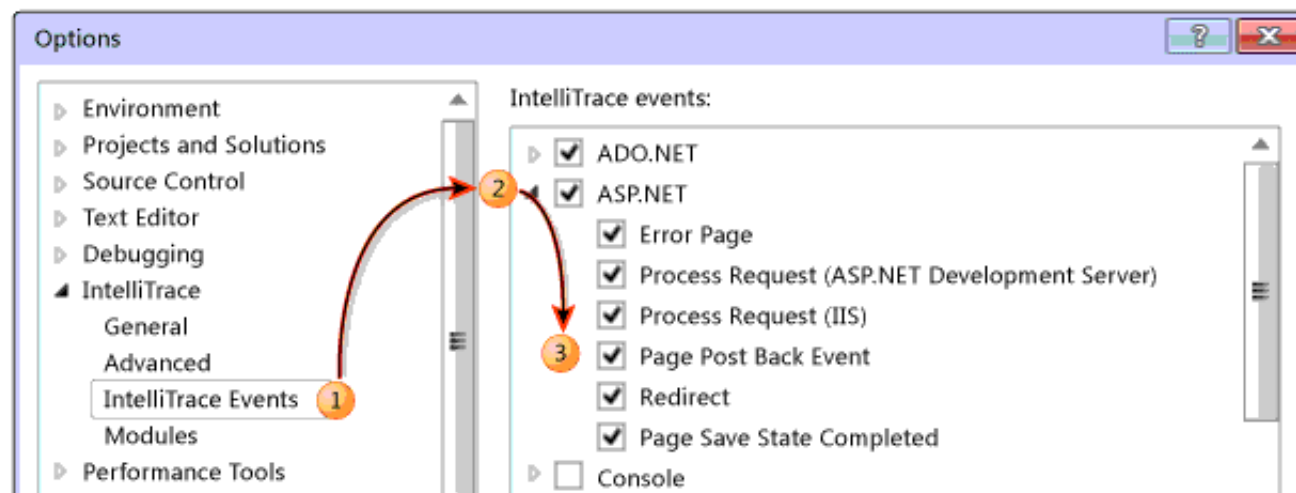 Options
?
Environment
Projects and Solutions
Source Control
Text Editor
Debugging
IntelliTrace
General
Advanced
IntelliTrace Events
1
Modules
Performance Tools
IntelliTrace events:
ADO.NET
2
ASP.NET
Error Page
Process Request (ASP.NET Development Server)
Process Request (IIS)
3
Page Post Back Event
Redirect
Page Save State Completed
Console